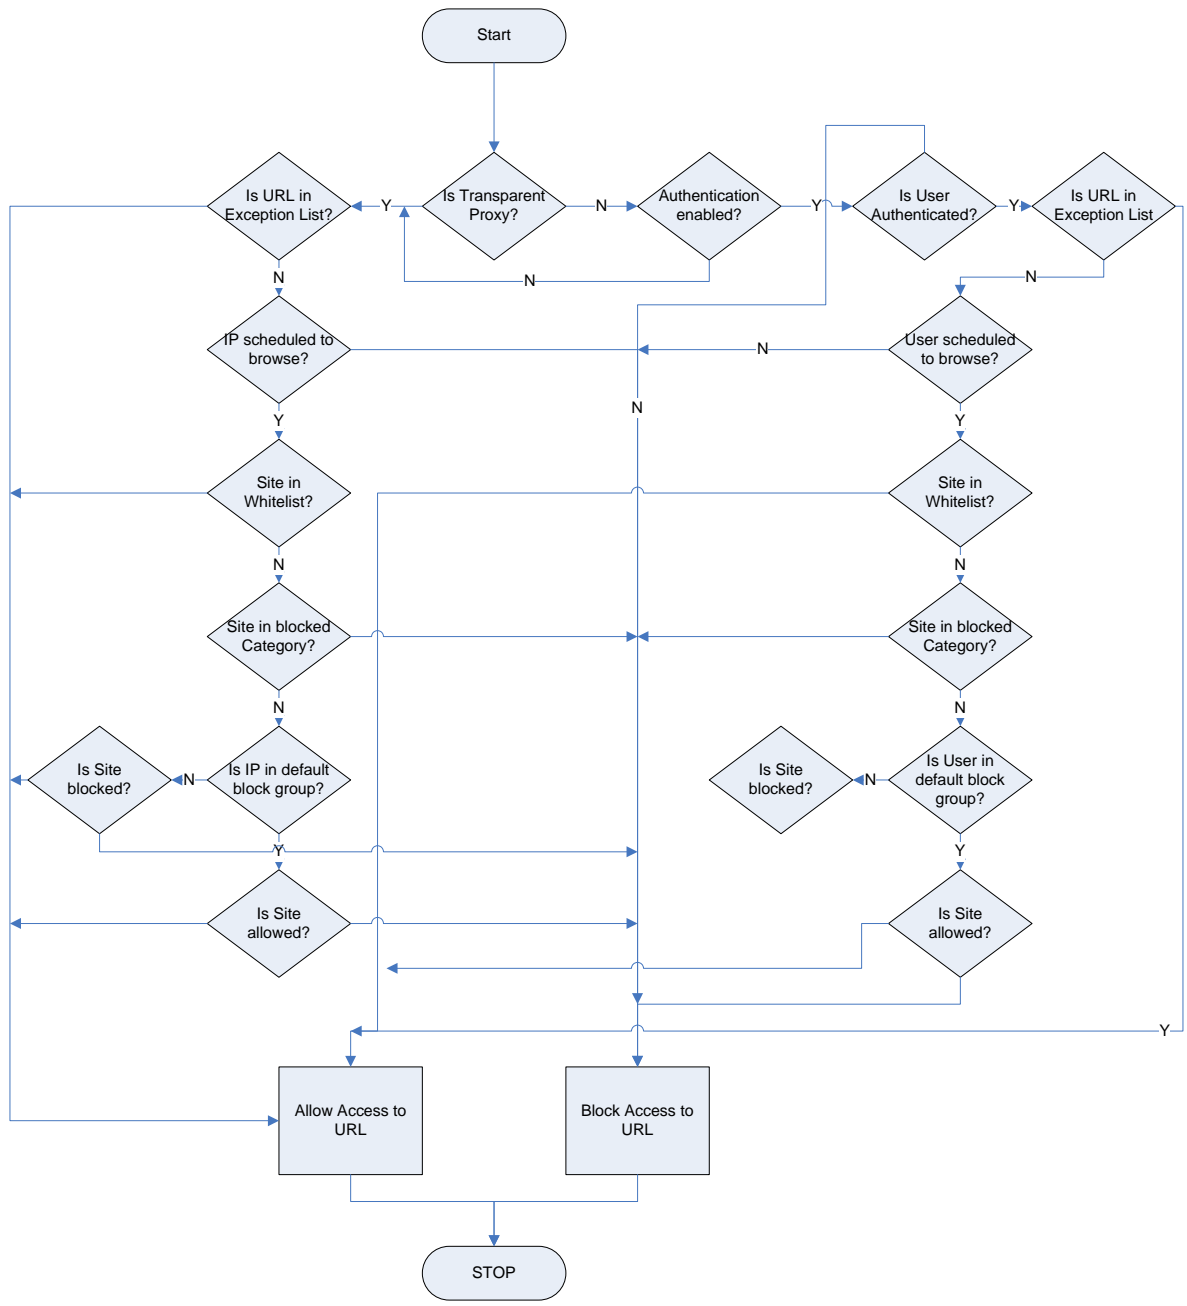 Start
Is URL in
Exception List?
Y
Is Transparent
Proxy?
N
Authentication
enabled?
Y
Is User
Authenticated?
Y
Is URL in
Exception List
N
N
N
IP scheduled to
browse?
N
User scheduled
to browse?
Y
N
Y
Site in
Whitelist?
Site in
Whitelist?
N
N
Site in blocked
Category?
Site in blocked
Category?
N
N
Is Site
blocked?
N
Is IP in default
block group?
Is Site
blocked?
N
Is User in
default block
group?
Y
Y
Is Site
allowed?
Is Site
allowed?
Y
Allow Access to
URL
Block Access to
URL
STOP